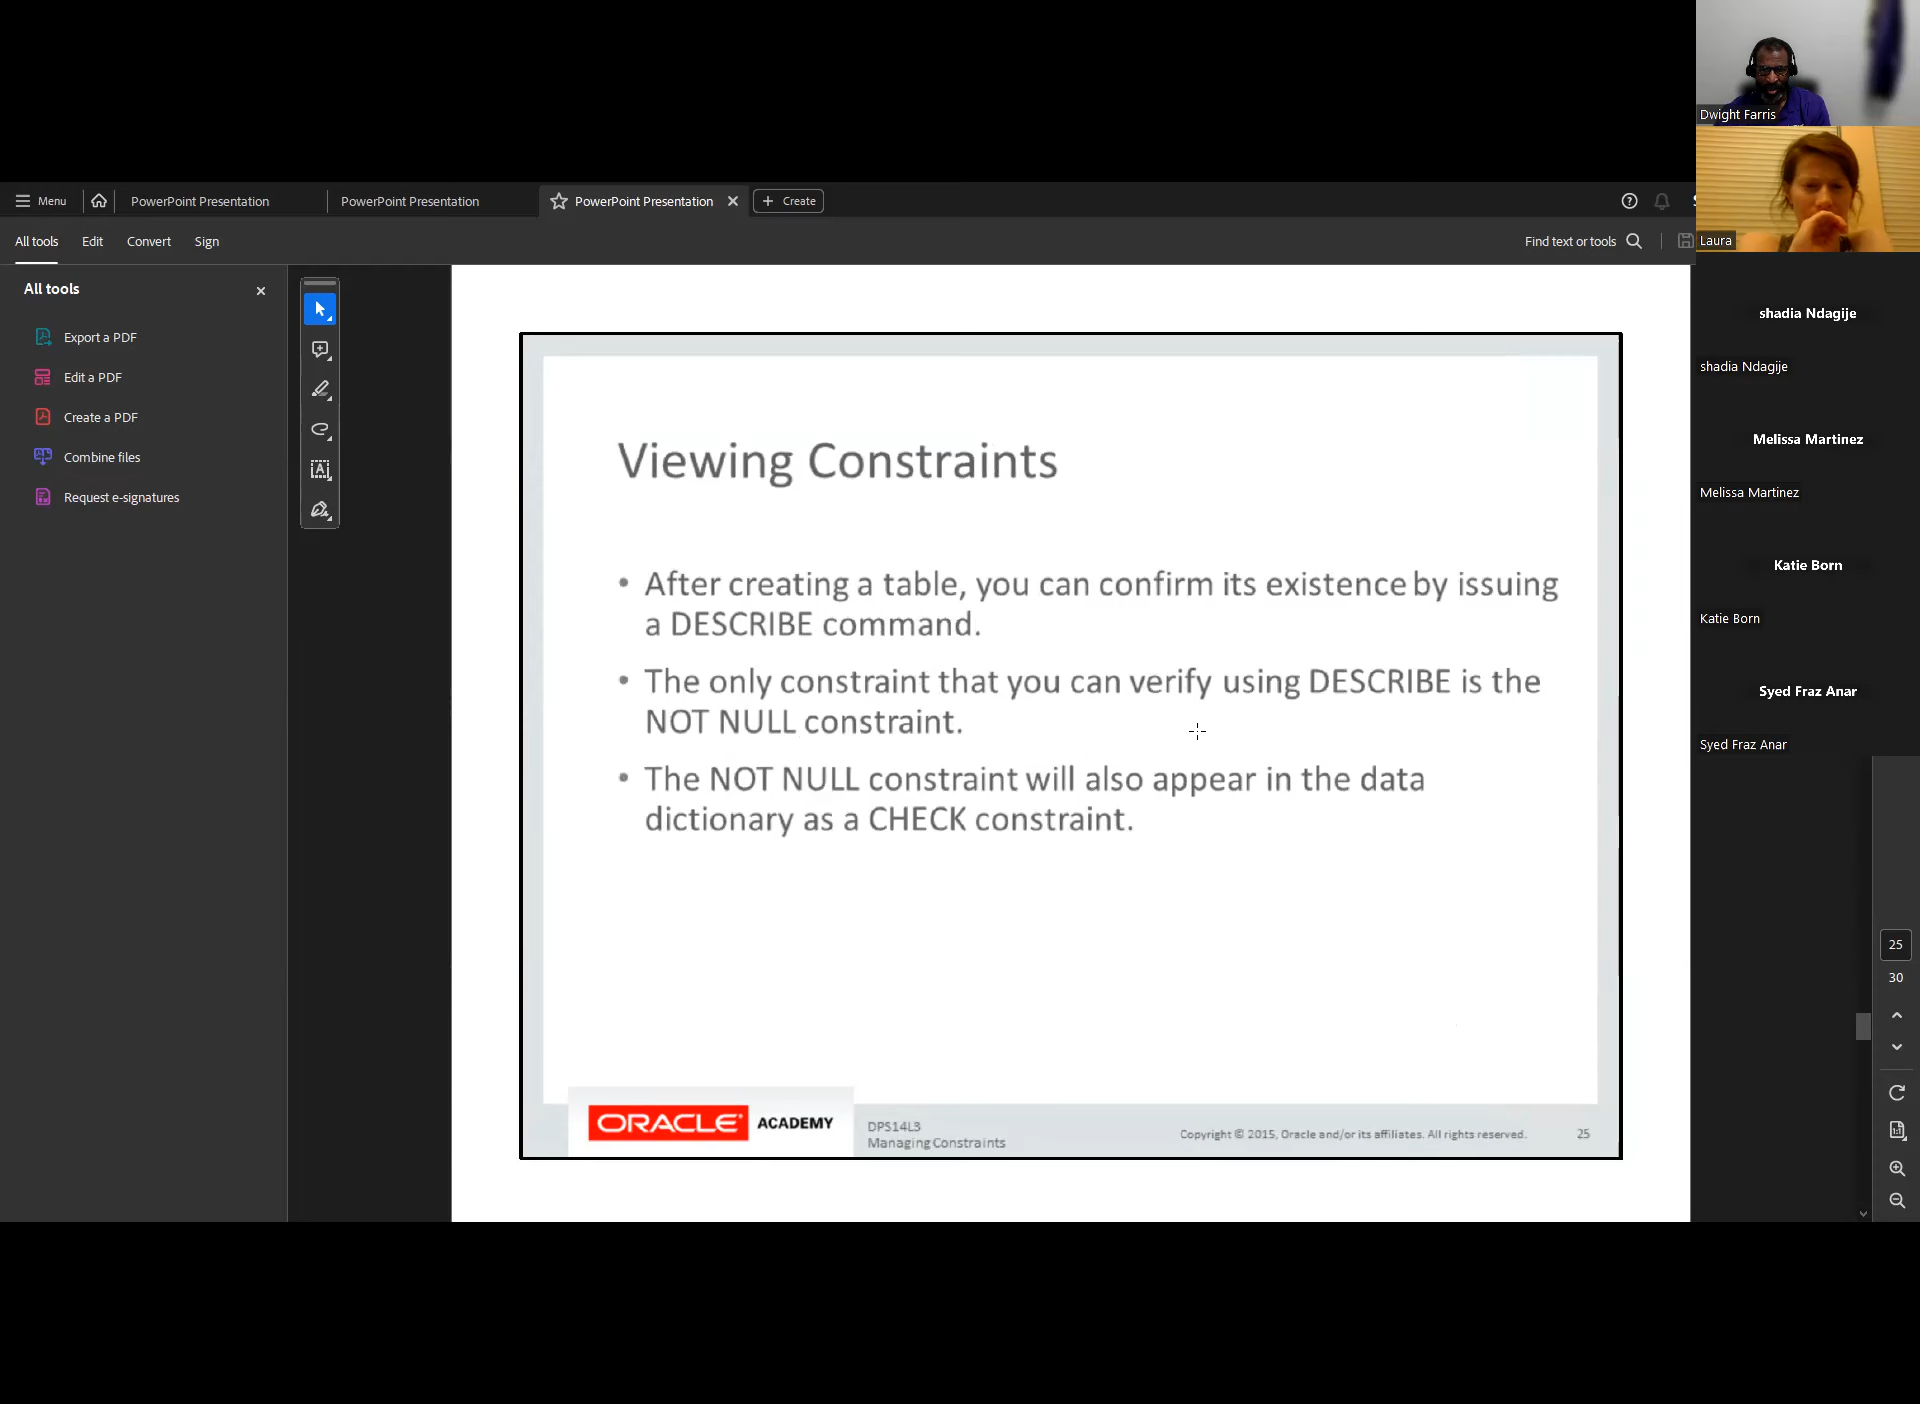 Dwight Farris
Menu
PowerPoint Presentation
PowerPoint Presentation
PowerPoint Presentation
Create
All tools
Edit
Convert
Sign
Find text or tools
Laura
All tools
Export a PDF
Edit a PDF
Create a PDF
Combine files
Request e-signatures
Viewing Constraints
• After creating a table, you can confirm its existence by issuing
a DESCRIBE command.
• The only constraint that you can verify using DESCRIBE is the
NOT NULL constraint.
• The NOT NULL constraint will also appear in the data
dictionary as a CHECK constraint.
ORACLE ACADEMY
DPS14L3
Managing Constraints
Copyright © 2015, Oracle and/or its affiliates. All rights reserved.
25
shadia Ndagije
shadia Ndagije
Melissa Martinez
Melissa Martinez
Katie Born
Katie Born
Syed Fraz Anar
Syed Fraz Anar
25
30